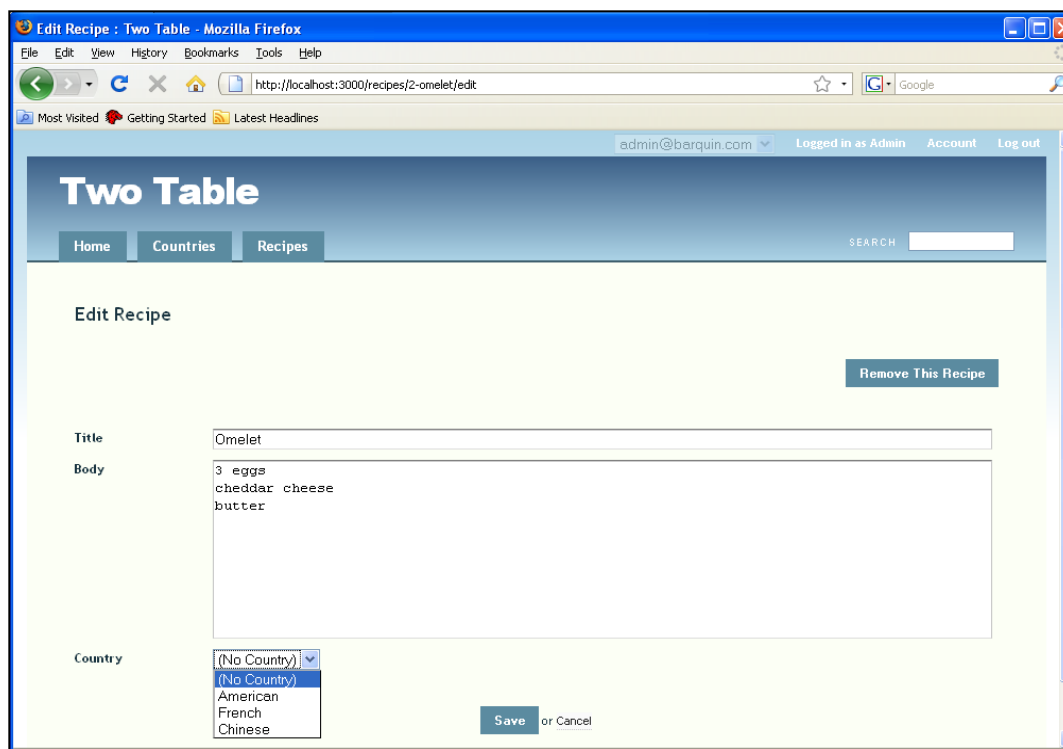 Edit Recipe : Two Table - Mozilla Firefox
File Edit View History Bookmarks Tools Help
http://localhost:3000/recipes/2-omelet/edit
G Google
Most Visited Getting Started Latest Headlines
admin@barquin.com Logged in as Admin Account Log out
Two Table
Home Countries Recipes
SEARCH
Edit Recipe
Remove This Recipe
Title Omelet
Body 3 eggs
cheddar cheese
butter
Country (No Country)
(No Country)
American
French
Chinese
Save or Cancel